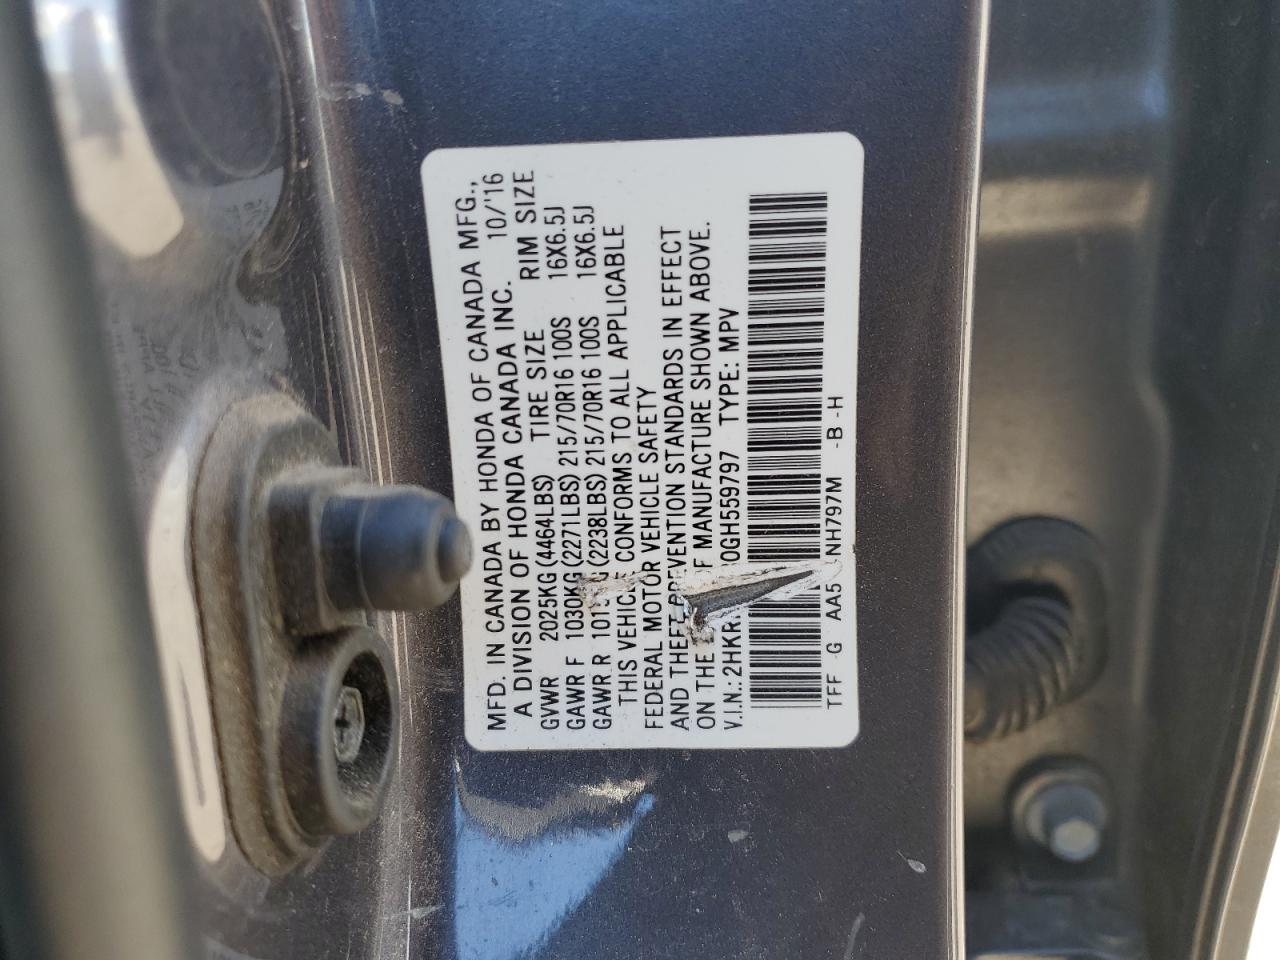 MFD. IN CANADA BY HONDA OF CANADA MFG.,
A DIVISION OF HONDA CANADA INC. 10/'16
GVWR 2025KG (4464LBS) TIRE SIZE RIM SIZE
GAWR F 1030KG (2271LBS) 215/70R16 100S 16X6.5J
GAWR R (2238LBS) 215/70R16 100S 16X6.5J
THIS VEHICLE CONFORMS TO ALL APPLICABLE
FEDERAL MOTOR VEHICLE SAFETY
AND THEFT PREVENTION STANDARDS IN EFFECT
ON THE MANUFACTURE SHOWN ABOVE.
V.I.N.: 2HKR 0GH559797 TYPE: MPV
TFF -G AA5 NH797M -B -H